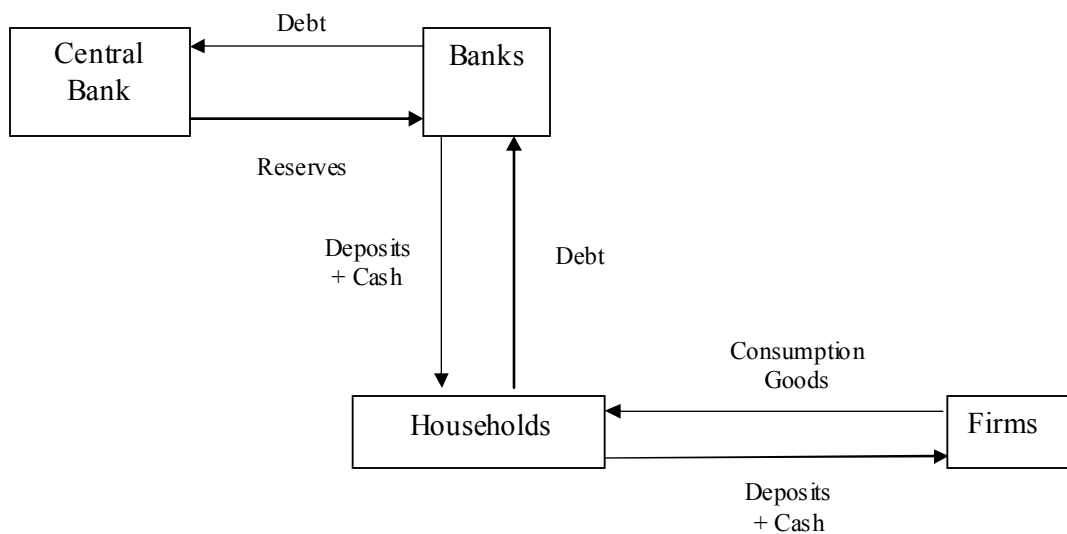 Debt
Central
Bank
Banks
Reserves
Deposits
+ Cash
Debt
Consumption
Goods
Households
Firms
Deposits
+ Cash